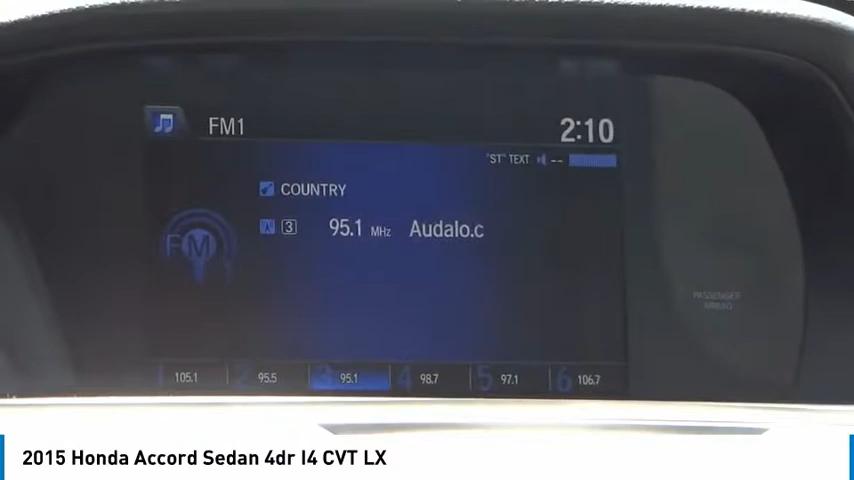 FM1
2:10
"ST" TEXT --
COUNTRY
3 95.1 MHz Audalo.c
FM
PASSENGER
AIRBAG
1 105.1 2 95.5 3 95.1 4 98.7 5 97.1 6 106.7
2015 Honda Accord Sedan 4dr I4 CVT LX